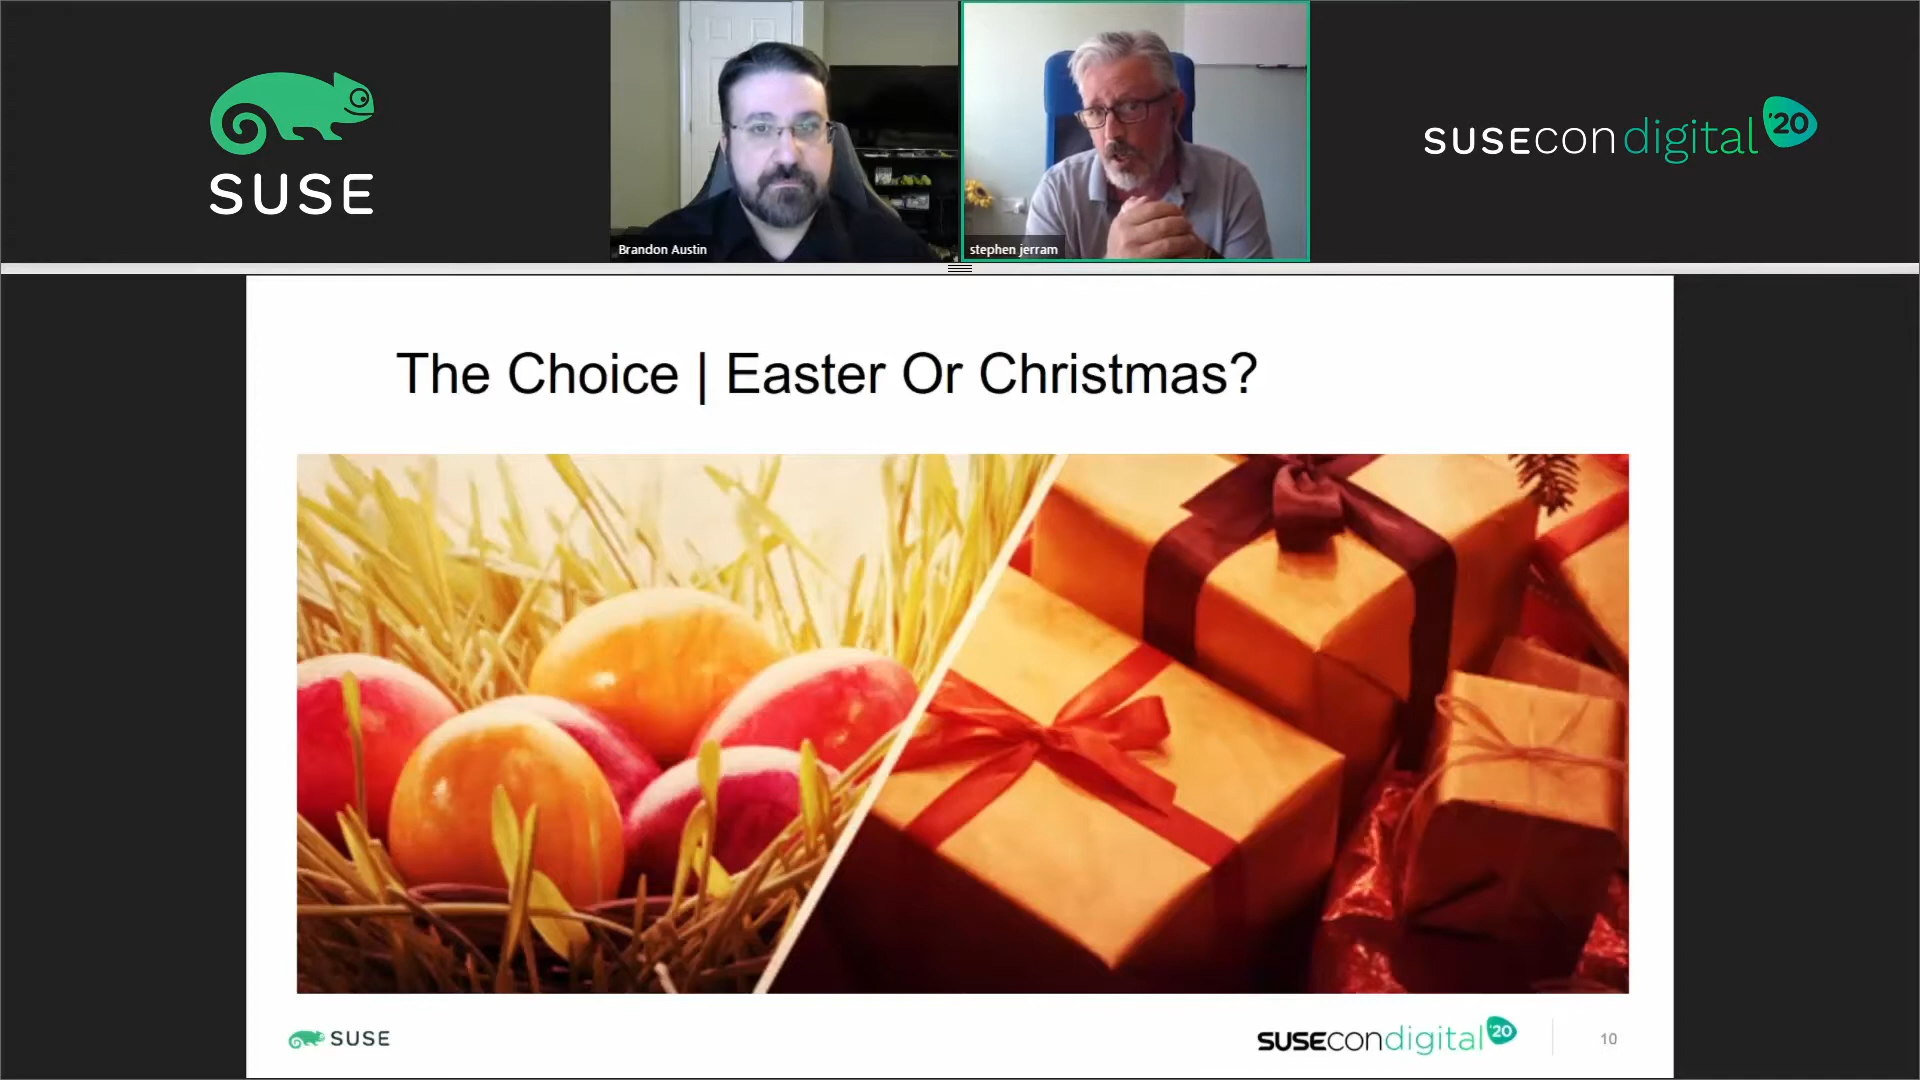 SUSE
Brandon Austin
stephen jerram
SUSEcon digital '20
The Choice | Easter Or Christmas?
SUSE
SUSEcon digital '20
10